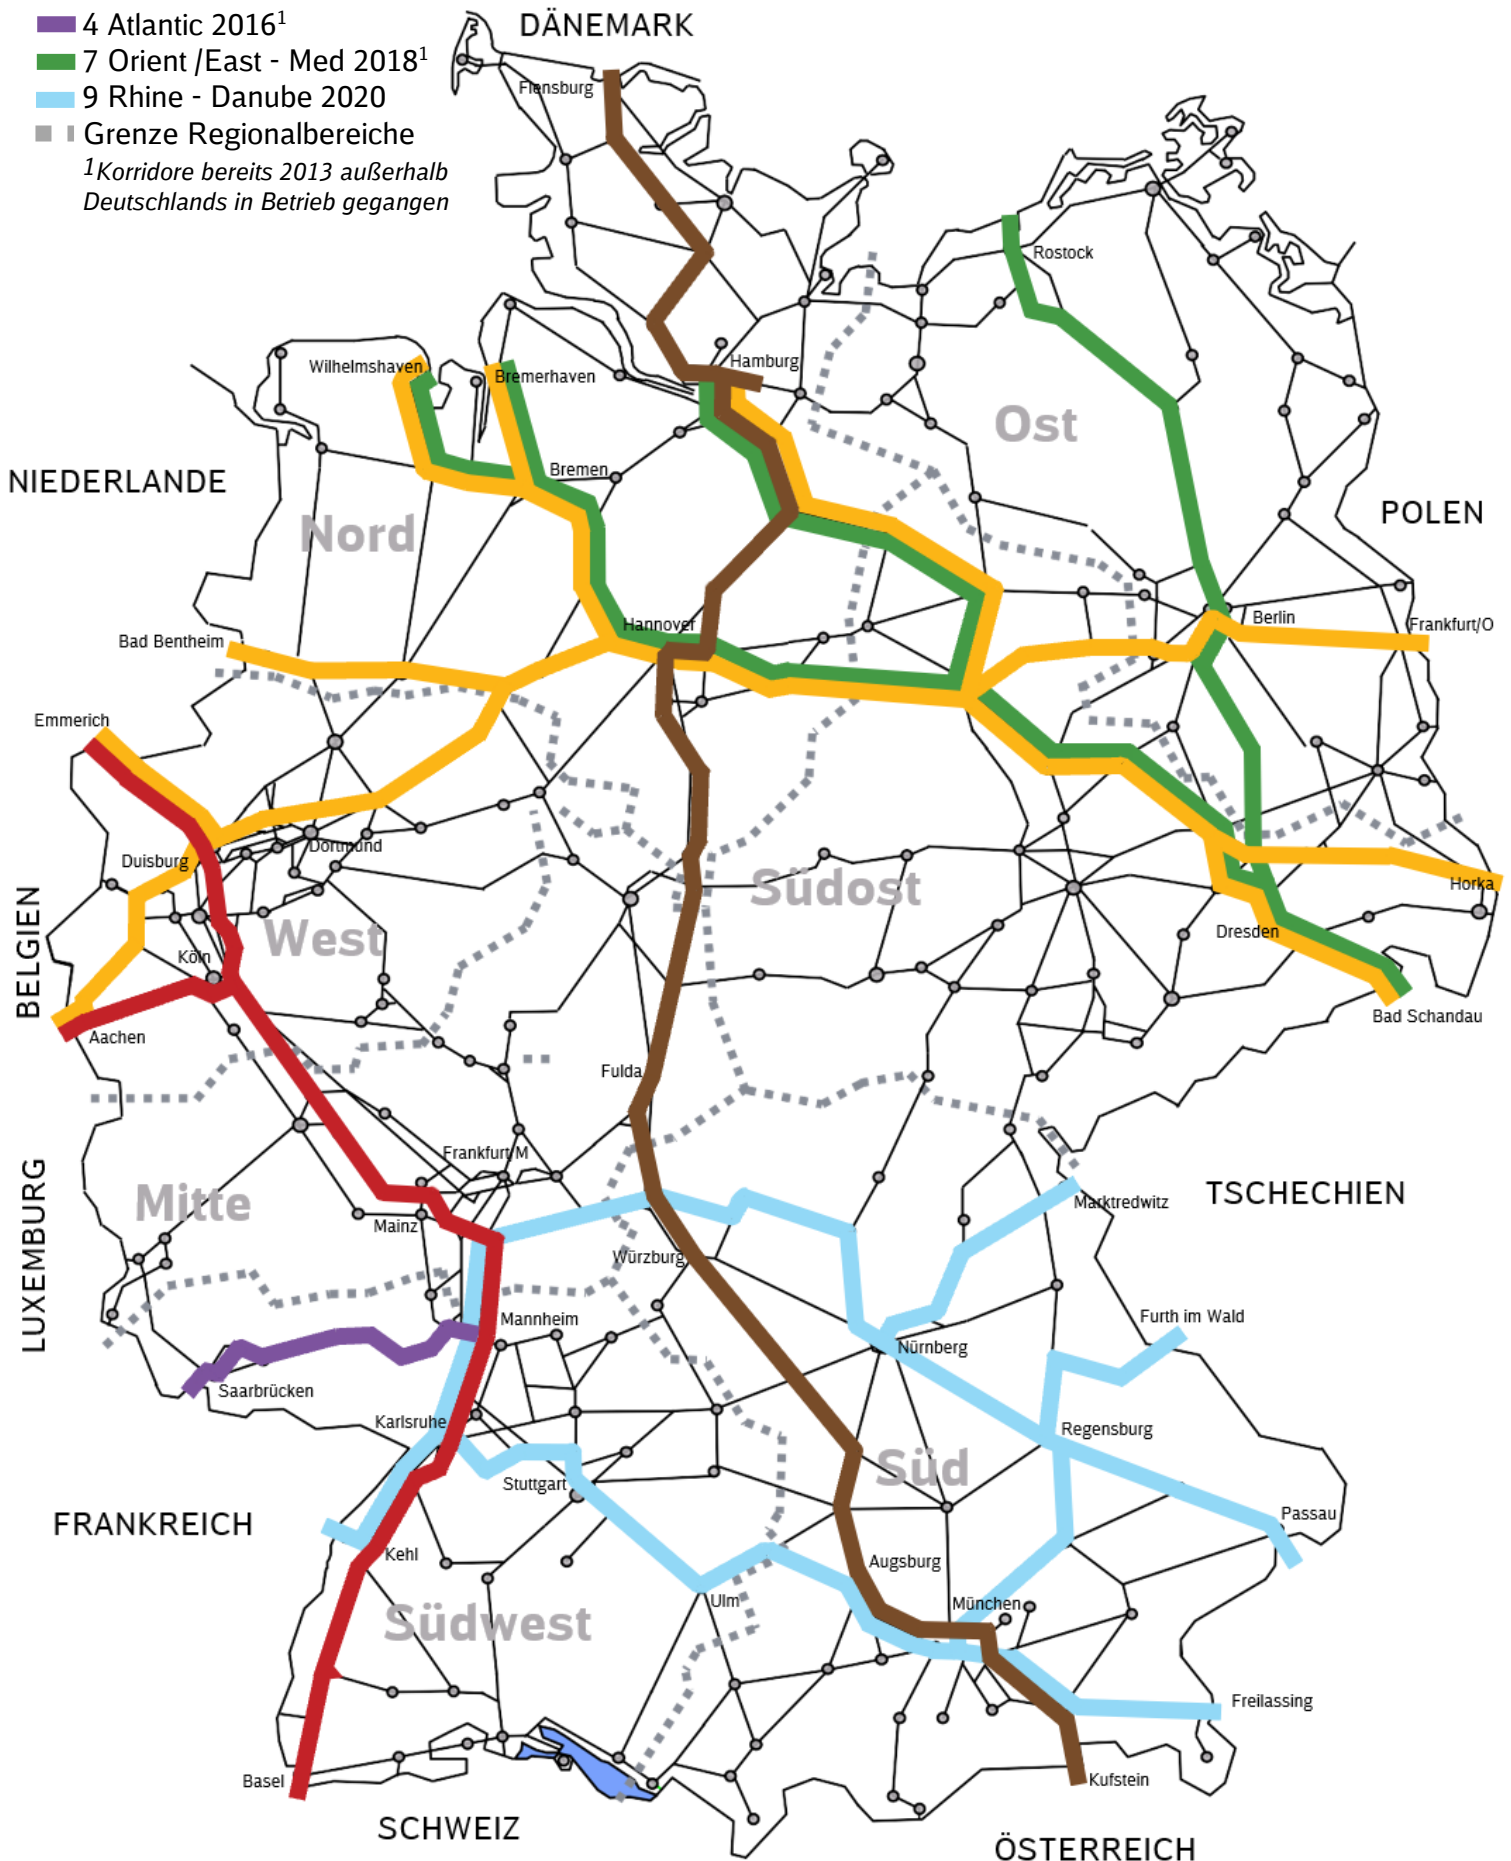 4 Atlantic 2016¹
7 Orient /East - Med 2018¹
9 Rhine - Danube 2020
Grenze Regionalbereiche
¹Korridore bereits 2013 außerhalb
Deutschlands in Betrieb gegangen
DÄNEMARK
Flensburg
Rostock
Hamburg
Wilhelmshaven
Bremerhaven
Ost
Bremen
NIEDERLANDE
POLEN
Nord
Hannover
Berlin
Frankfurt/O
Bad Bentheim
Emmerich
Dortmund
Duisburg
Südost
Horka
BELGIEN
West
Dresden
Köln
Bad Schandau
Aachen
Fulda
Frankfurt/M
LUXEMBURG
Mitte
TSCHECHIEN
Marktredwitz
Mainz
Würzburg
Mannheim
Furth im Wald
Nürnberg
Saarbrücken
Karlsruhe
Regensburg
Süd
Stuttgart
FRANKREICH
Passau
Kehl
Augsburg
Ulm
München
Südwest
Freilassing
Basel
Kufstein
SCHWEIZ
ÖSTERREICH